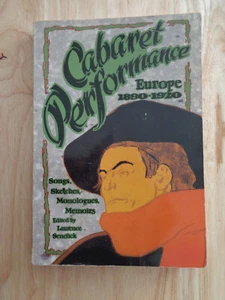 Cabaret
Performance
Europe
1890-1920
Songs,
Sketches,
Monologues,
Memoirs
Edited by
Laurence
Senelick